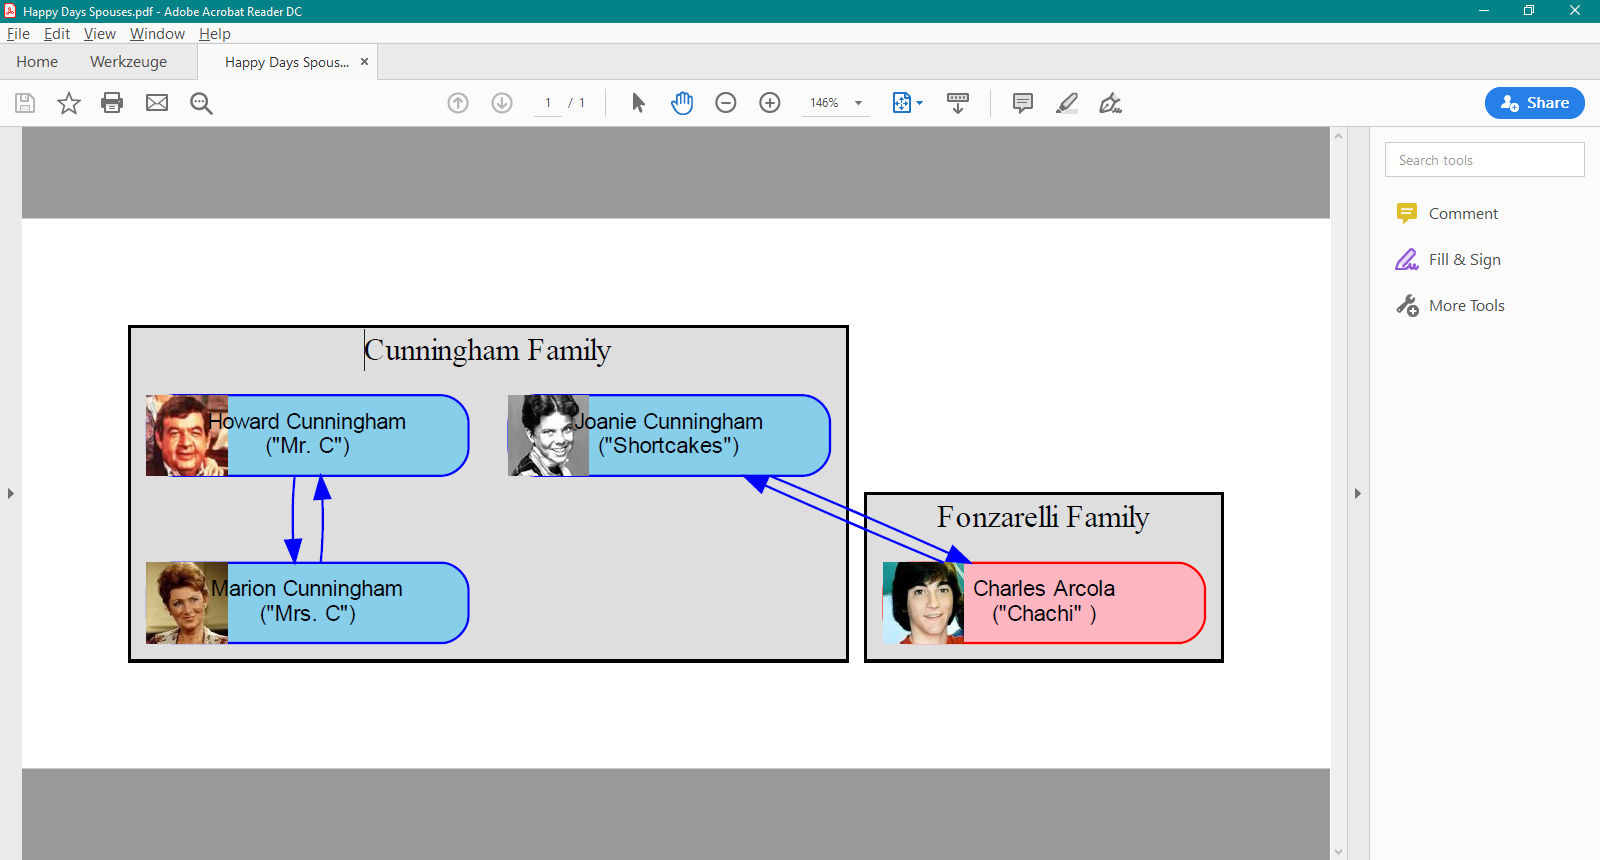 Happy Days Spouses.pdf - Adobe Acrobat Reader DC
File Edit View Window Help
Home Werkzeuge Happy Days Spous... ×
1 / 1 146% Share
Search tools
Comment
Fill & Sign
More Tools
Cunningham Family
Howard Cunningham
("Mr. C")
Joanie Cunningham
("Shortcakes")
Marion Cunningham
("Mrs. C")
Fonzarelli Family
Charles Arcola
("Chachi" )